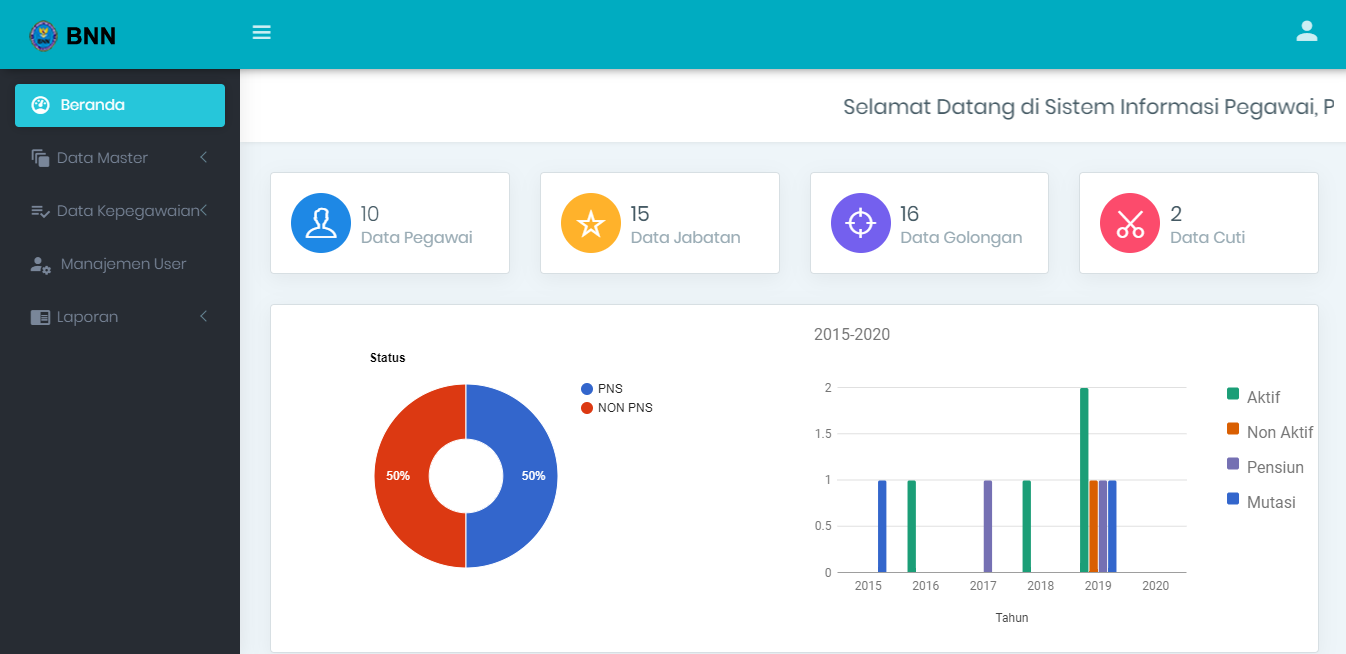 BNN
Beranda
Data Master
Data Kepegawaian
Manajemen User
Laporan
Selamat Datang di Sistem Informasi Pegawai, P
10
Data Pegawai
15
Data Jabatan
16
Data Golongan
2
Data Cuti
Status
50%
50%
PNS
NON PNS
2015-2020
2
1.5
1
0.5
0
2015 2016 2017 2018 2019 2020
Tahun
Aktif
Non Aktif
Pensiun
Mutasi